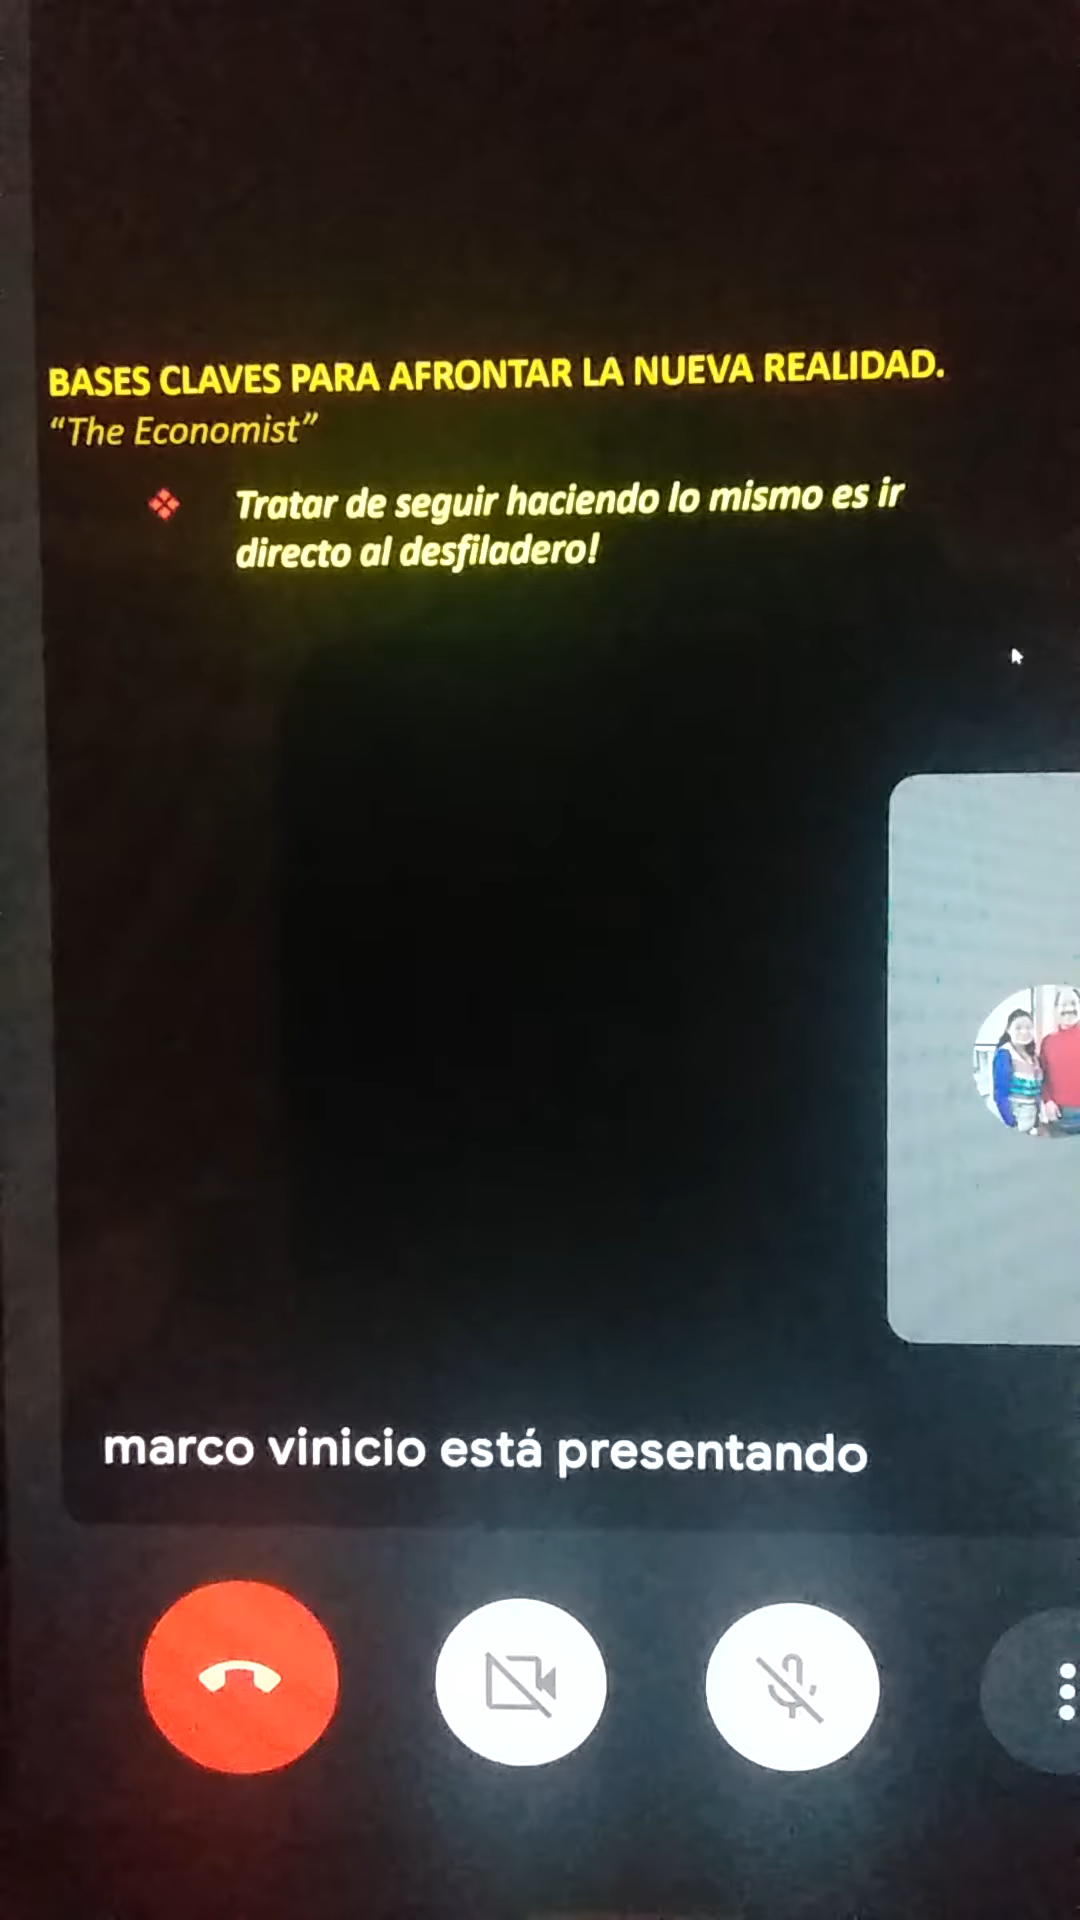 BASES CLAVES PARA AFRONTAR LA NUEVA REALIDAD.
“The Economist”
Tratar de seguir haciendo lo mismo es ir
directo al desfiladero!
marco vinicio está presentando